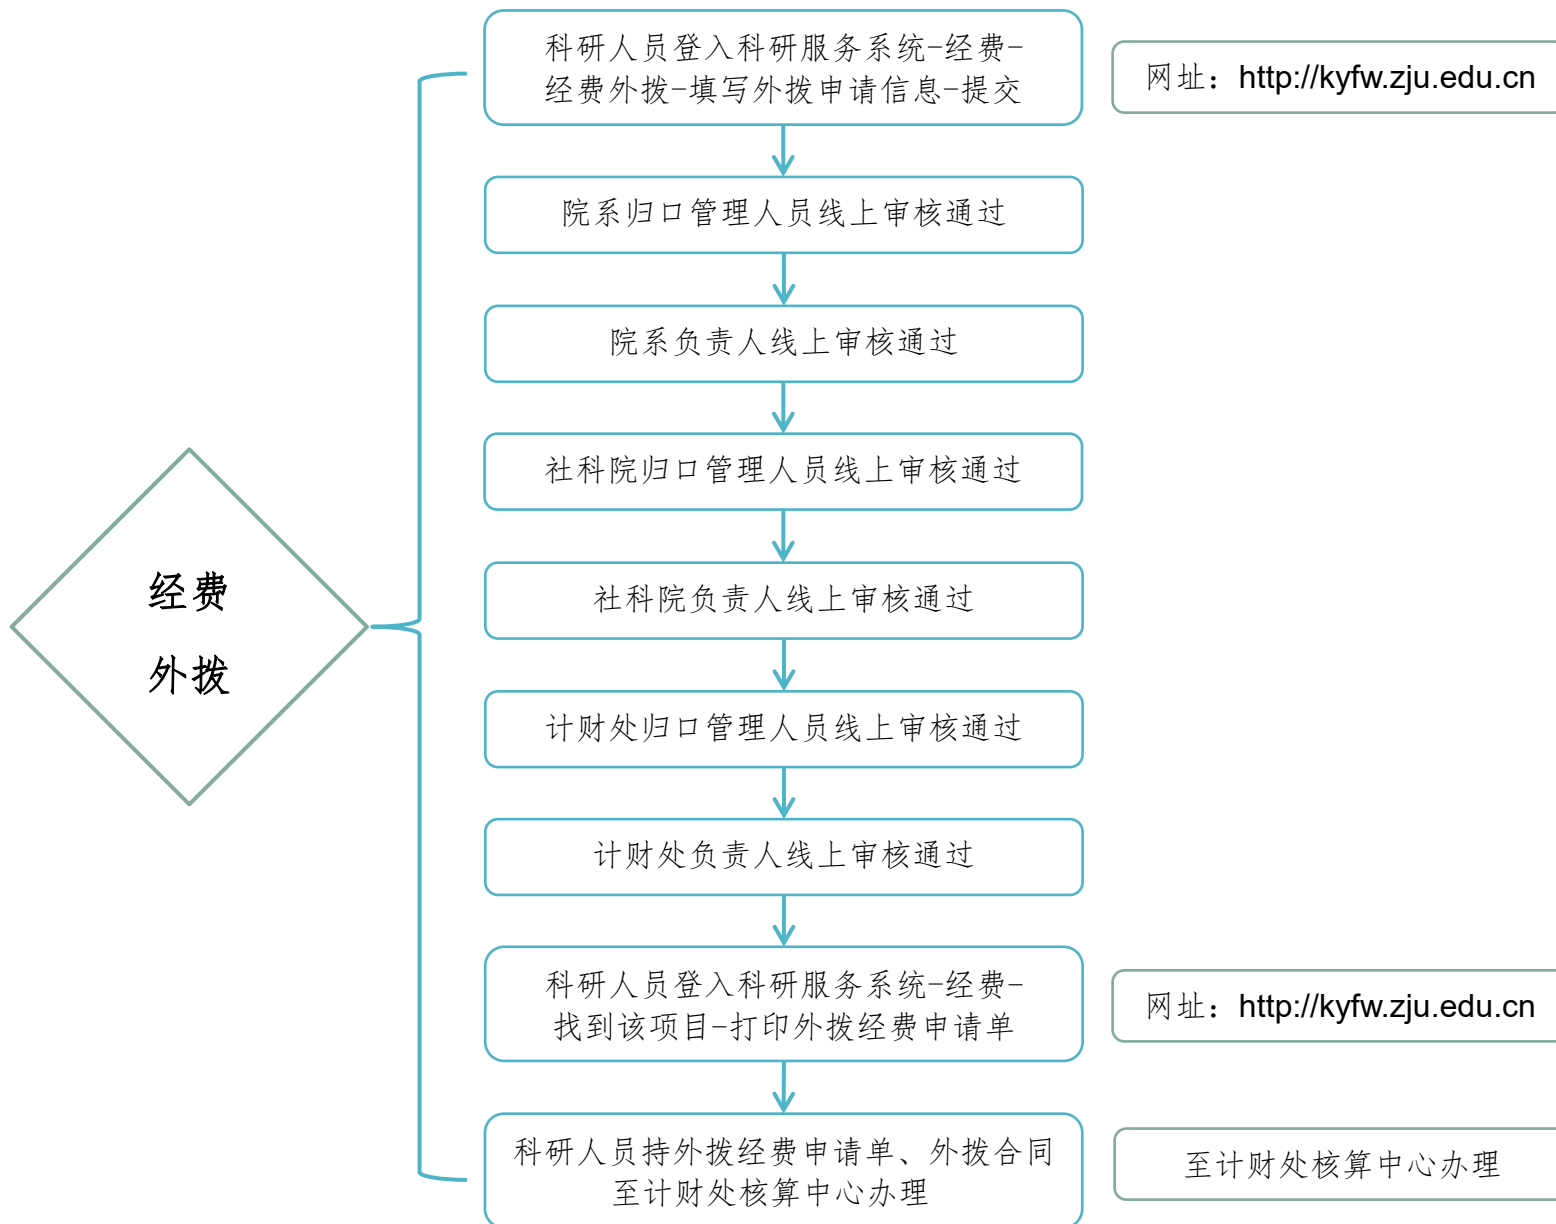 科研人员登入科研服务系统-经费-
经费外拨-填写外拨申请信息-提交
网址：http://kyfw.zju.edu.cn
院系归口管理人员线上审核通过
院系负责人线上审核通过
社科院归口管理人员线上审核通过
经费
外拨
社科院负责人线上审核通过
计财处归口管理人员线上审核通过
计财处负责人线上审核通过
科研人员登入科研服务系统-经费-
找到该项目-打印外拨经费申请单
网址：http://kyfw.zju.edu.cn
科研人员持外拨经费申请单、外拨合同
至计财处核算中心办理
至计财处核算中心办理